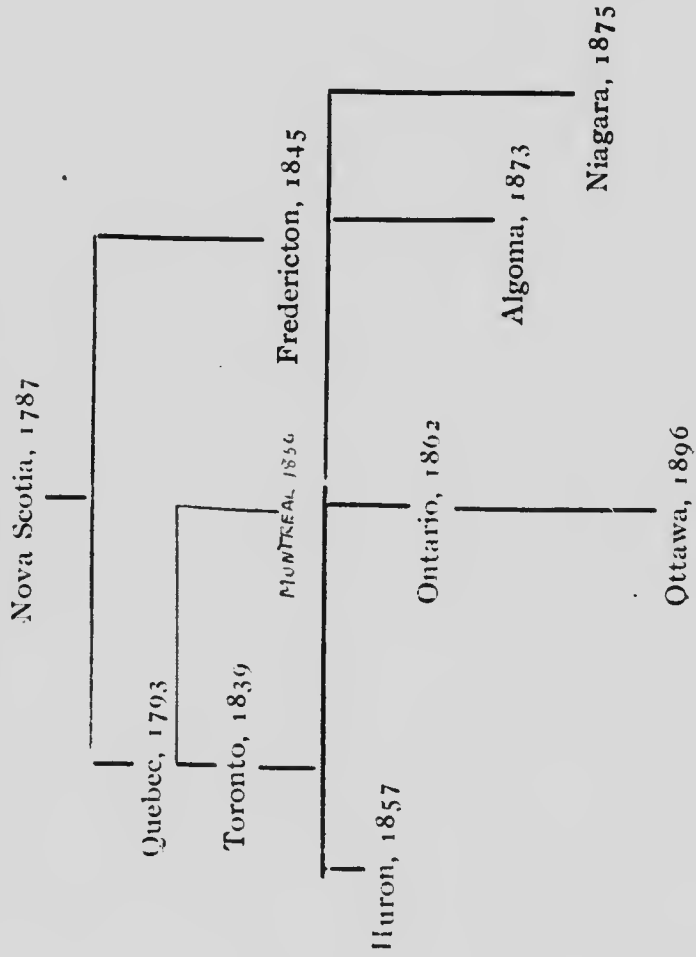 Nova Scotia, 1787
Quebec, 1793
Fredericton, 1845
Toronto, 1839
MONTREAL 1850
Huron, 1857
Ontario, 1862
Algoma, 1873
Niagara, 1875
Ottawa, 1896